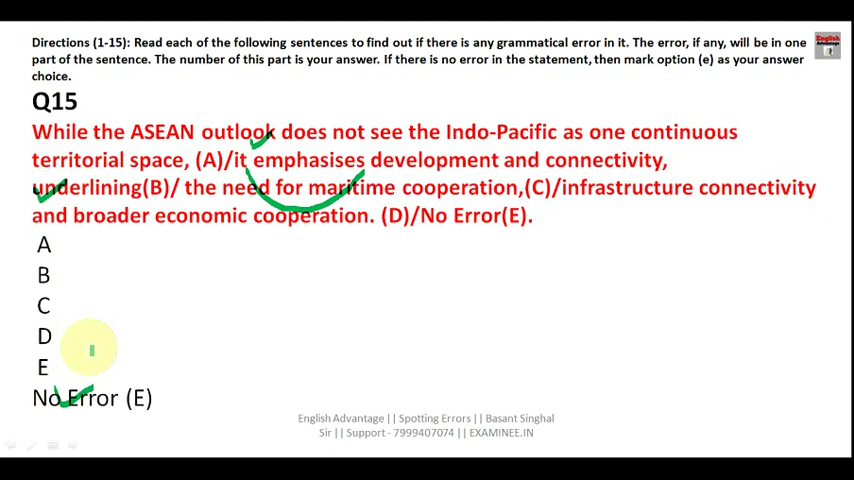 English
Advantage
Directions (1-15): Read each of the following sentences to find out if there is any grammatical error in it. The error, if any, will be in one
part of the sentence. The number of this part is your answer. If there is no error in the statement, then mark option (e) as your answer
choice.
Q15
While the ASEAN outlook does not see the Indo-Pacific as one continuous
territorial space, (A)/it emphasises development and connectivity,
underlining(B)/ the need for maritime cooperation,(C)/infrastructure connectivity
and broader economic cooperation. (D)/No Error(E).
A
B
C
D
E
No Error (E)
English Advantage || Spotting Errors || Basant Singhal
Sir || Support - 7999407074 || EXAMINEE.IN